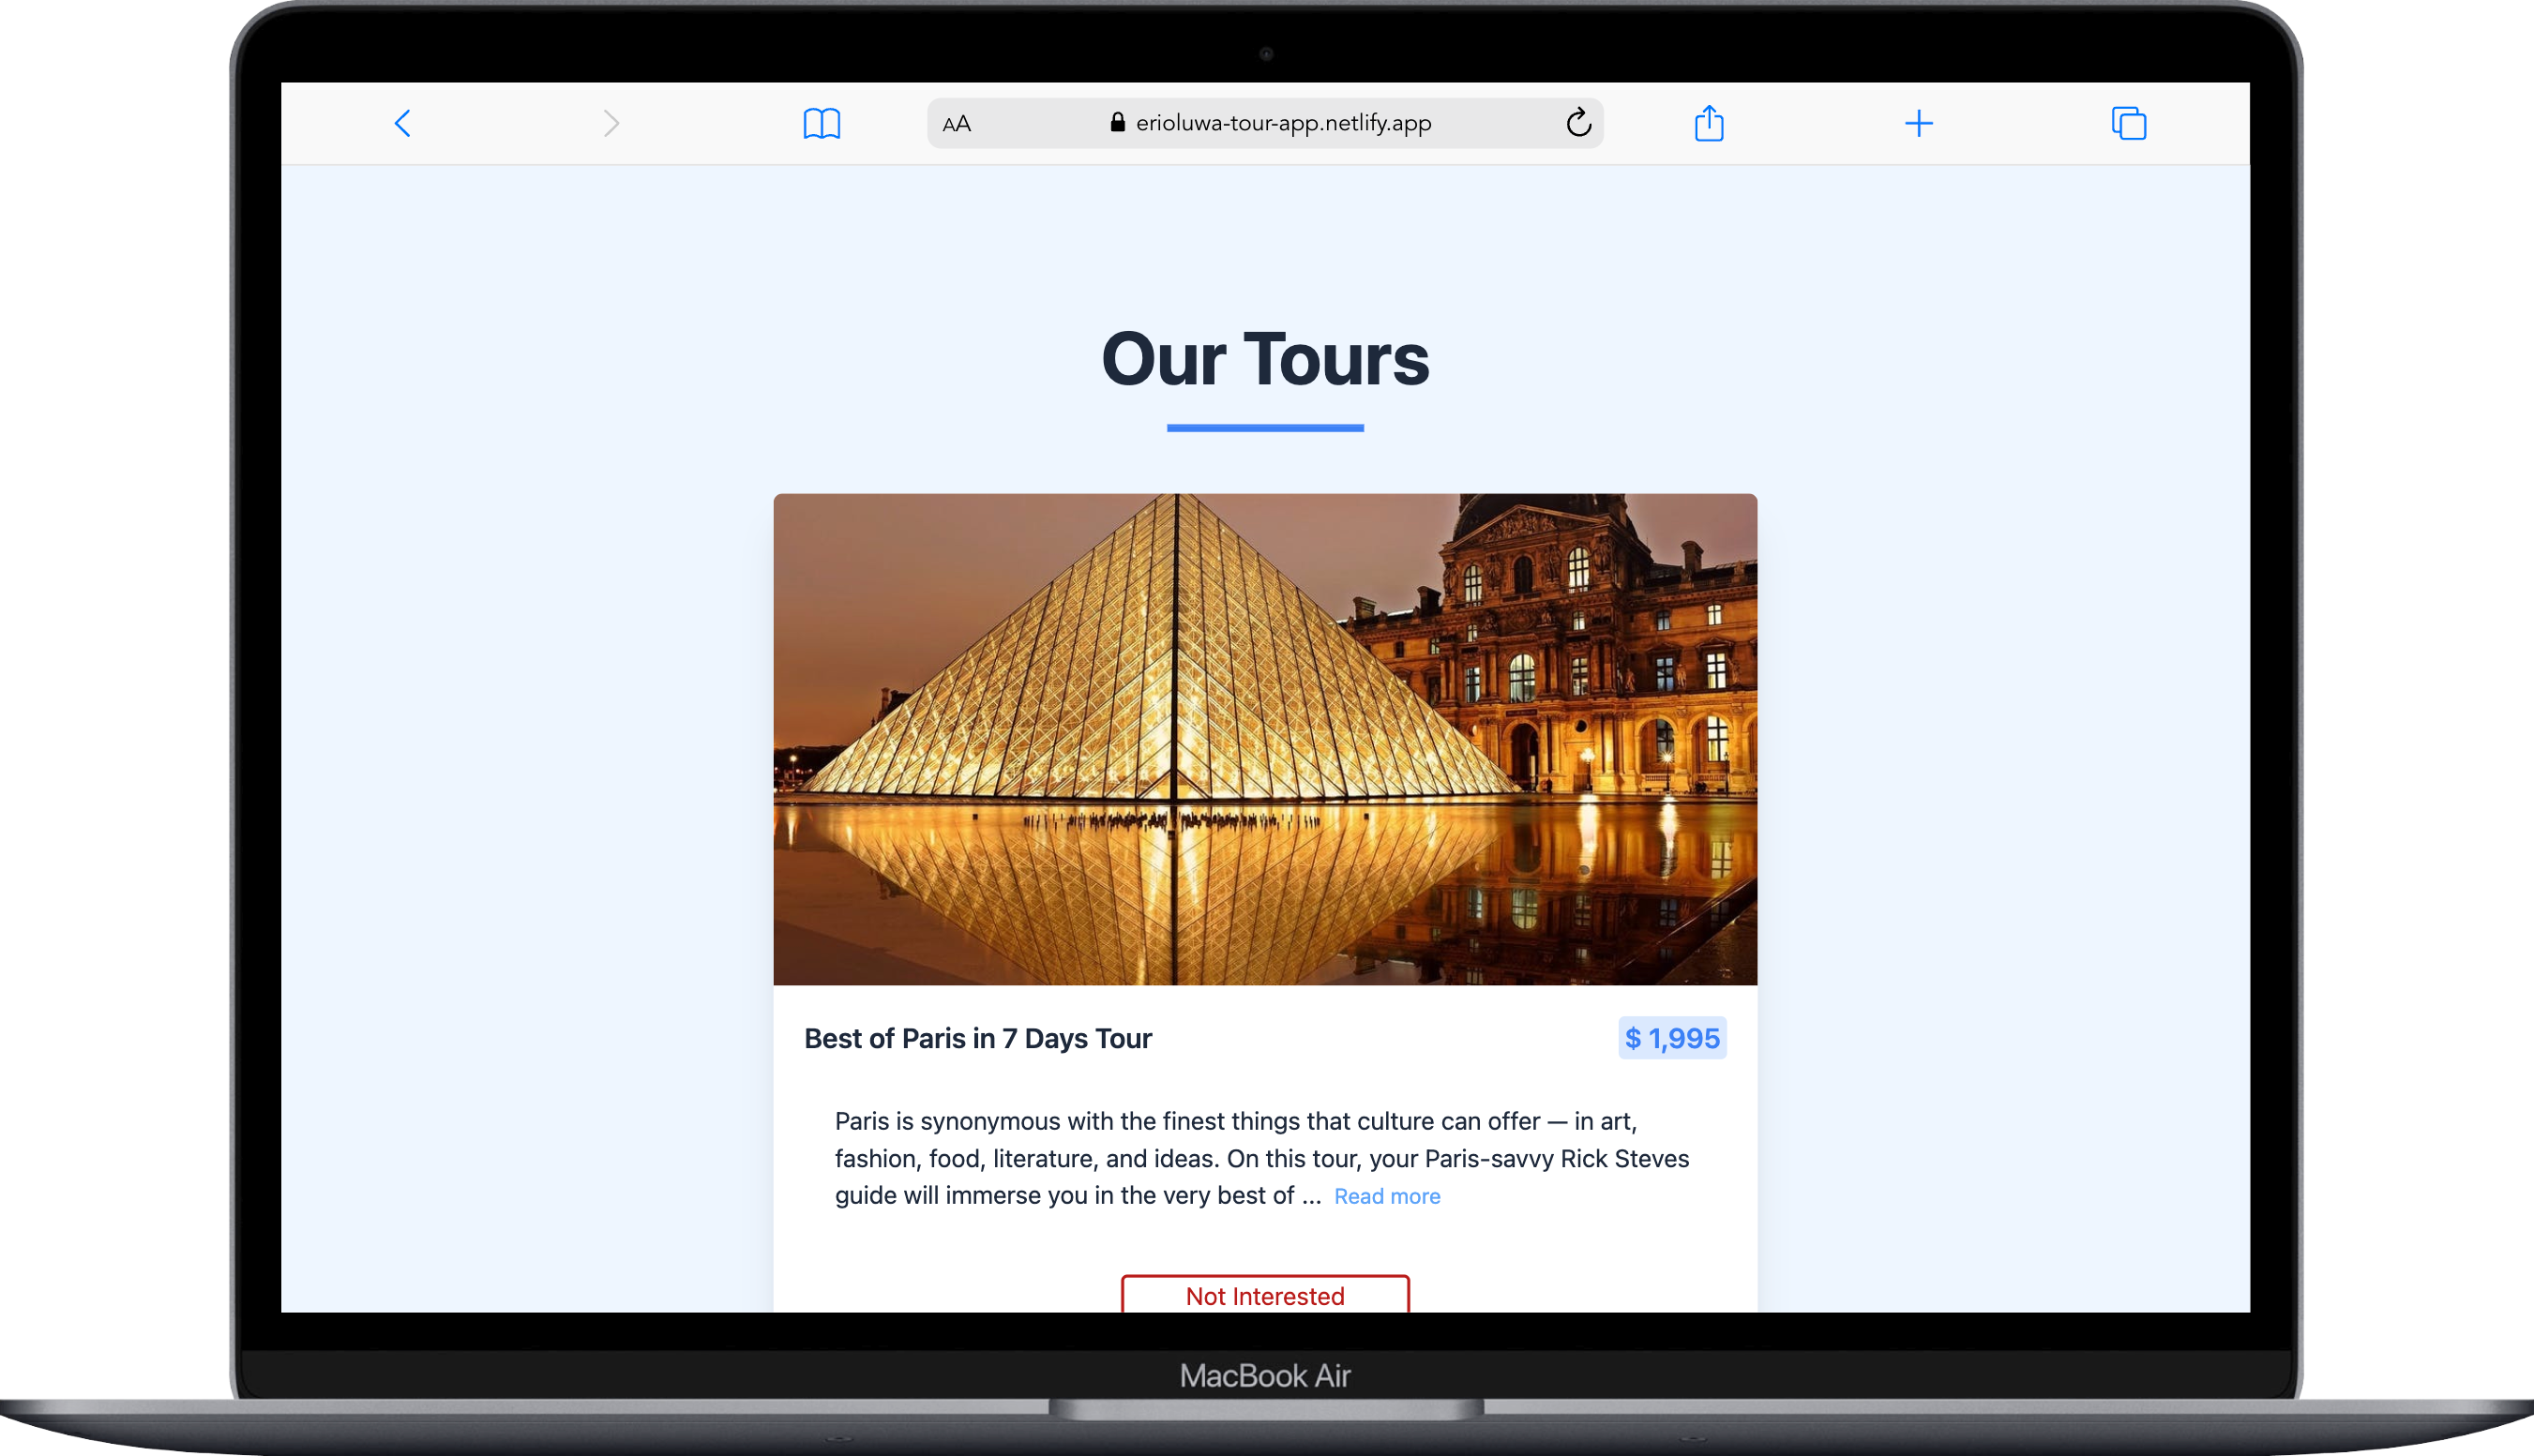 AA erioluwa-tour-app.netlify.app
Our Tours
Best of Paris in 7 Days Tour $ 1,995
Paris is synonymous with the finest things that culture can offer — in art,
fashion, food, literature, and ideas. On this tour, your Paris-savvy Rick Steves
guide will immerse you in the very best of ... Read more
Not Interested
MacBook Air